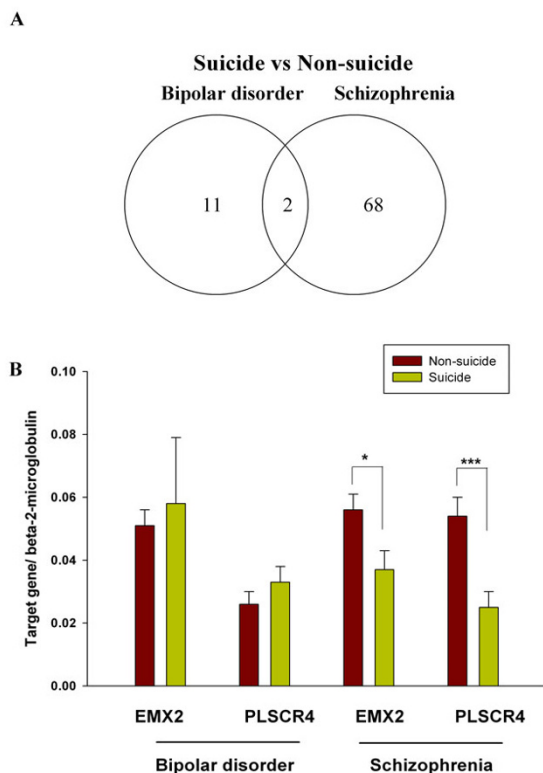 A
Suicide vs Non-suicide
Bipolar disorder Schizophrenia
11 2 68
B
Non-suicide
Suicide
Target gene/ beta-2-microglobulin
0.10
0.08
0.06
0.04
0.02
0.00
* ***
EMX2 PLSCR4 EMX2 PLSCR4
Bipolar disorder Schizophrenia